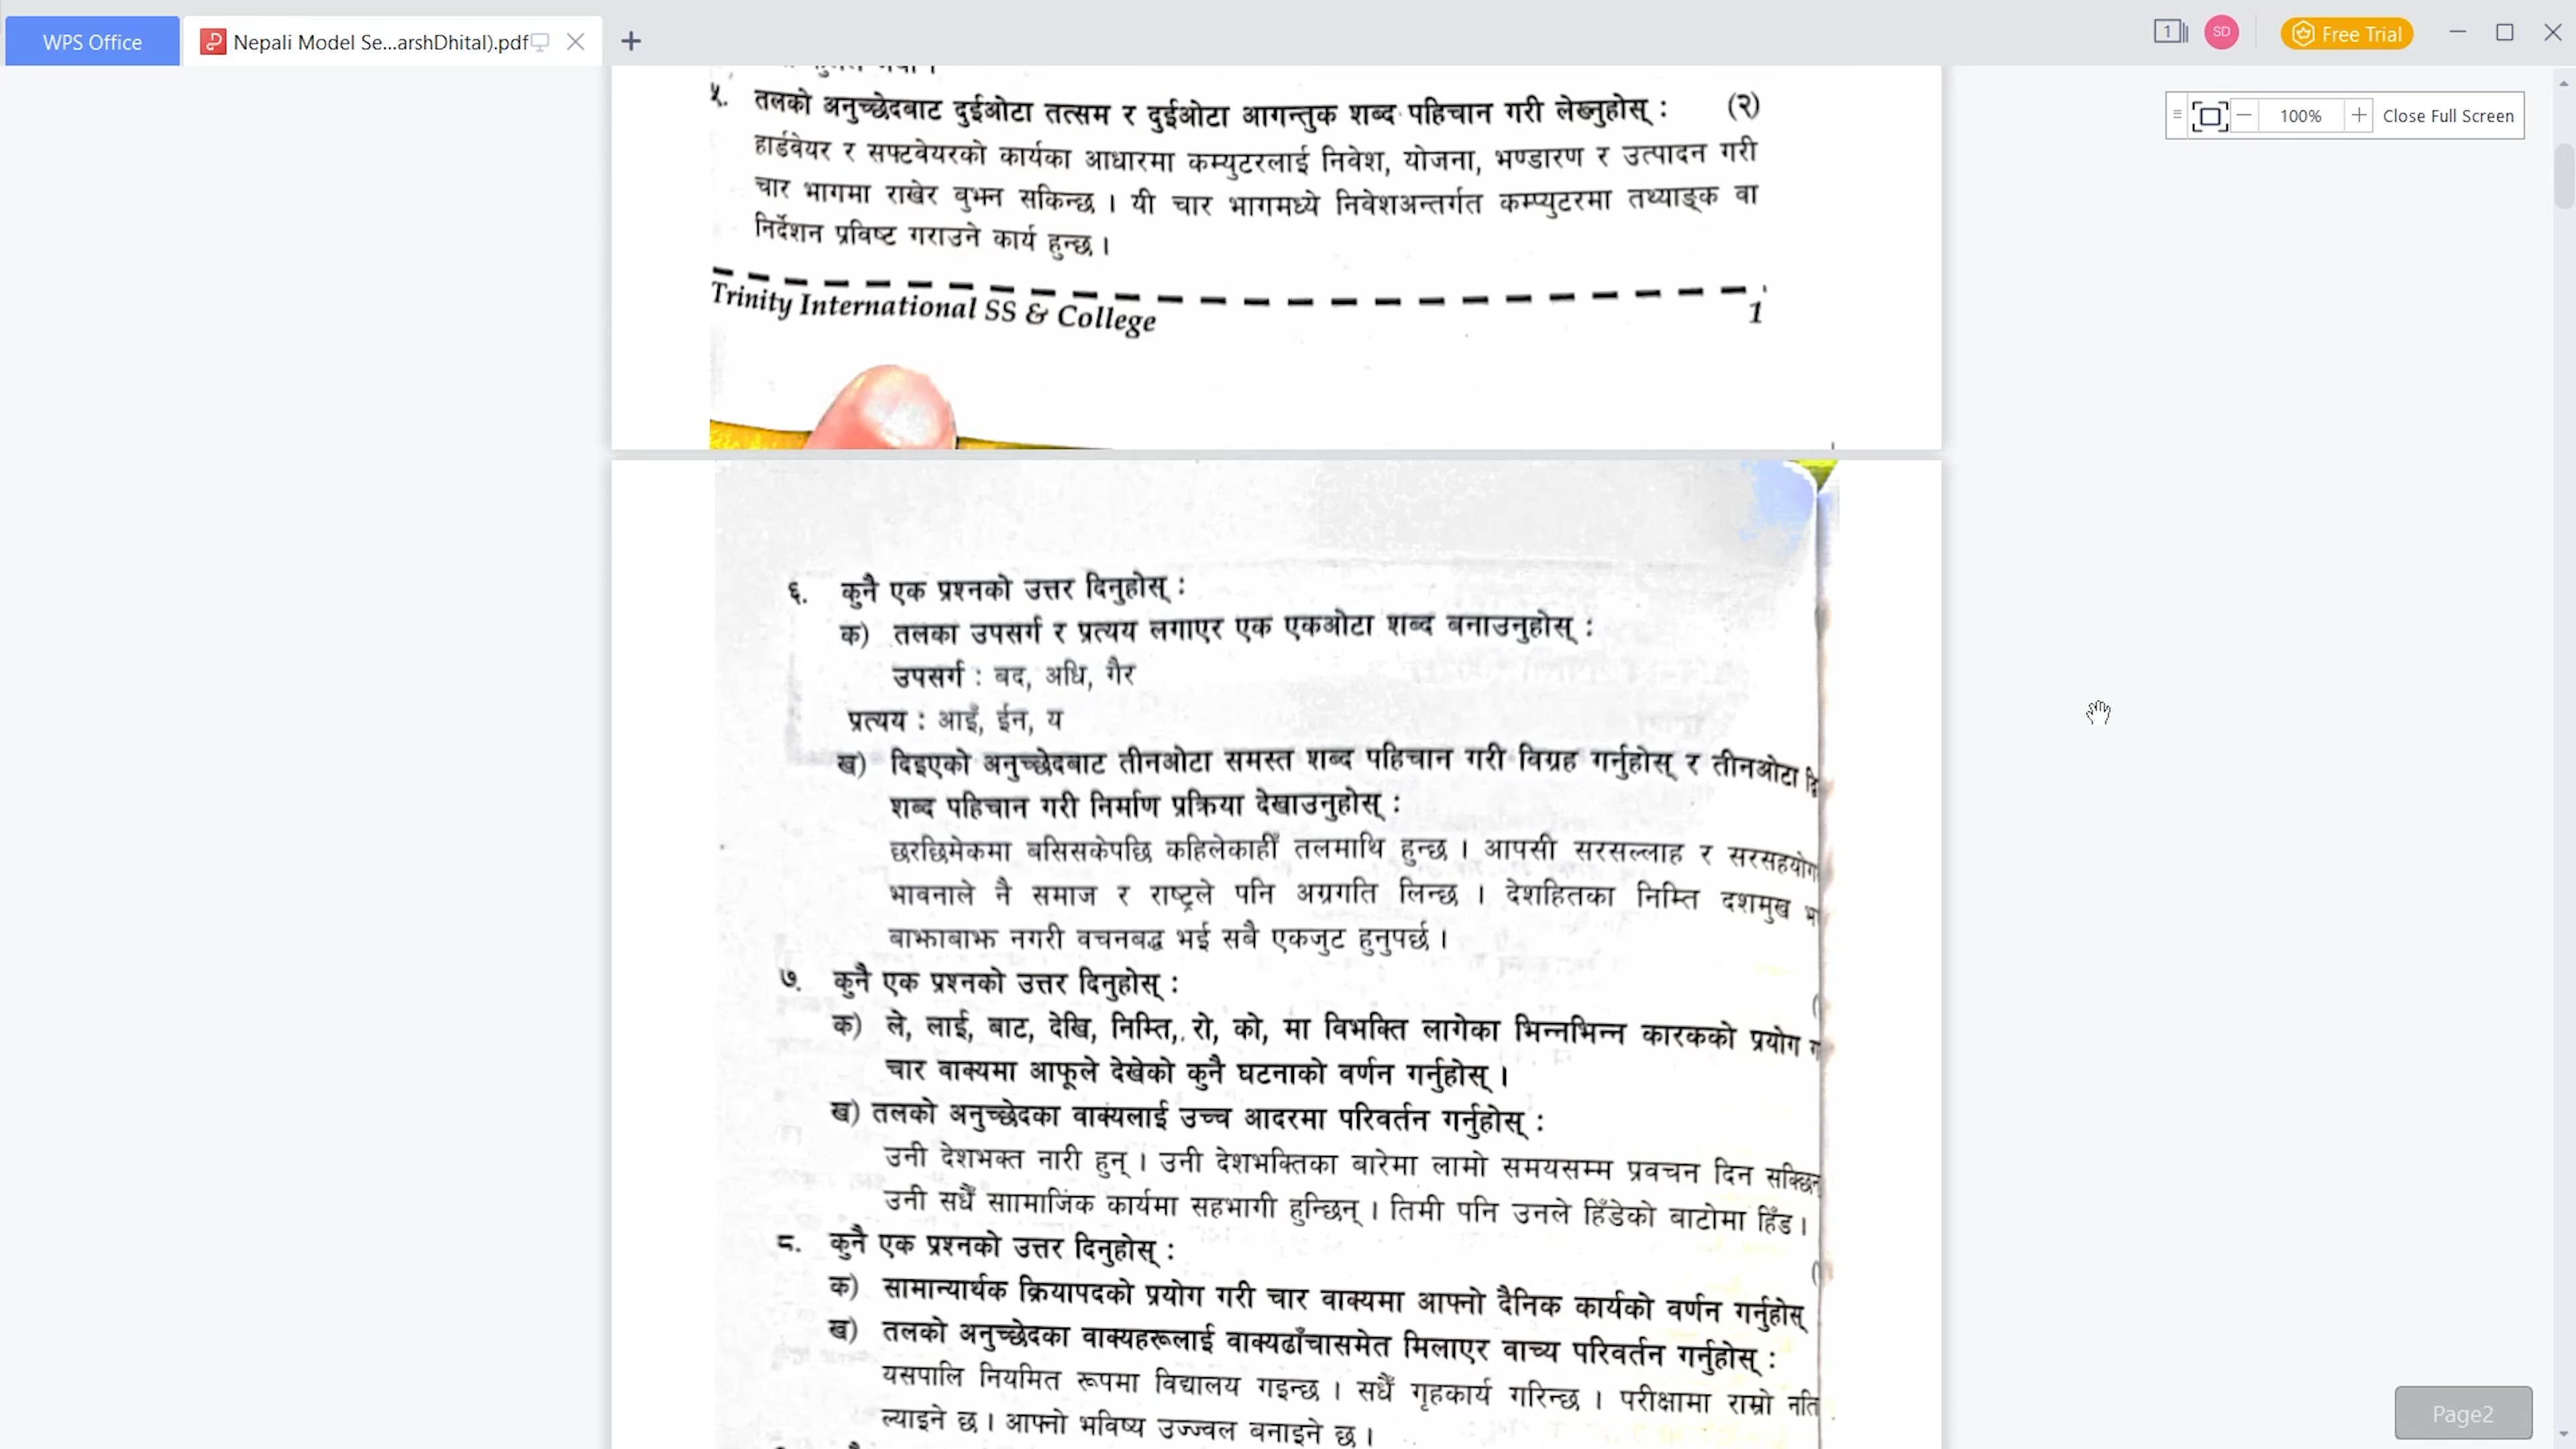 WPS Office
Nepali Model Se...arshDhital).pdf
1
SD
Free Trial
100%
Close Full Screen
५. तलको अनुच्छेदबाट दुईओटा तत्सम र दुईओटा आगन्तुक शब्द पहिचान गरी लेख्नुहोस् : (२)
हार्डवेयर र सफ्टवेयरको कार्यका आधारमा कम्युटरलाई निवेश, योजना, भण्डारण र उत्पादन गरी
चार भागमा राखेर बुझ्न सकिन्छ । यी चार भागमध्ये निवेशअन्तर्गत कम्प्युटरमा तथ्याङ्क वा
निर्देशन प्रविष्ट गराउने कार्य हुन्छ ।
Trinity International SS & College 1
६. कुनै एक प्रश्नको उत्तर दिनुहोस् :
क) तलका उपसर्ग र प्रत्यय लगाएर एक एकओटा शब्द बनाउनुहोस् :
उपसर्ग : बद, अधि, गैर
प्रत्यय : आइँ, ईन, य
ख) दिइएको अनुच्छेदबाट तीनओटा समस्त शब्द पहिचान गरी विग्रह गर्नुहोस् र तीनओटा
शब्द पहिचान गरी निर्माण प्रक्रिया देखाउनुहोस् :
छरछिमेकमा बसिसकेपछि कहिलेकाहीँ तलमाथि हुन्छ । आपसी सरसल्लाह र सरसहयोग
भावनाले नै समाज र राष्ट्रले पनि अग्रगति लिन्छ । देशहितका निम्ति दशमुख
बाझाबाझ नगरी वचनबद्ध भई सबै एकजुट हुनुपर्छ ।
७. कुनै एक प्रश्नको उत्तर दिनुहोस् :
क) ले, लाई, बाट, देखि, निम्ति, रो, को, मा विभक्ति लागेका भिन्नभिन्न कारकको प्रयोग
चार वाक्यमा आफूले देखेको कुनै घटनाको वर्णन गर्नुहोस् ।
ख) तलको अनुच्छेदका वाक्यलाई उच्च आदरमा परिवर्तन गर्नुहोस् :
उनी देशभक्त नारी हुन् । उनी देशभक्तिका बारेमा लामो समयसम्म प्रवचन दिन
उनी सधैँ साामाजिक कार्यमा सहभागी हुन्छिन् । तिमी पनि उनले हिँडेको बाटोमा हिँड ।
८. कुनै एक प्रश्नको उत्तर दिनुहोस् :
क) सामान्यार्थक क्रियापदको प्रयोग गरी चार वाक्यमा आफ्नो दैनिक कार्यको वर्णन गर्नुहोस्
ख) तलको अनुच्छेदका वाक्यहरूलाई वाक्यढाँचासमेत मिलाएर वाच्य परिवर्तन गर्नुहोस् :
यसपालि नियमित रूपमा विद्यालय गइन्छ । सधैँ गृहकार्य गरिन्छ । परीक्षामा राम्रो
ल्याइने छ । आफ्नो भविष्य उज्ज्वल बनाइने छ ।
Page2